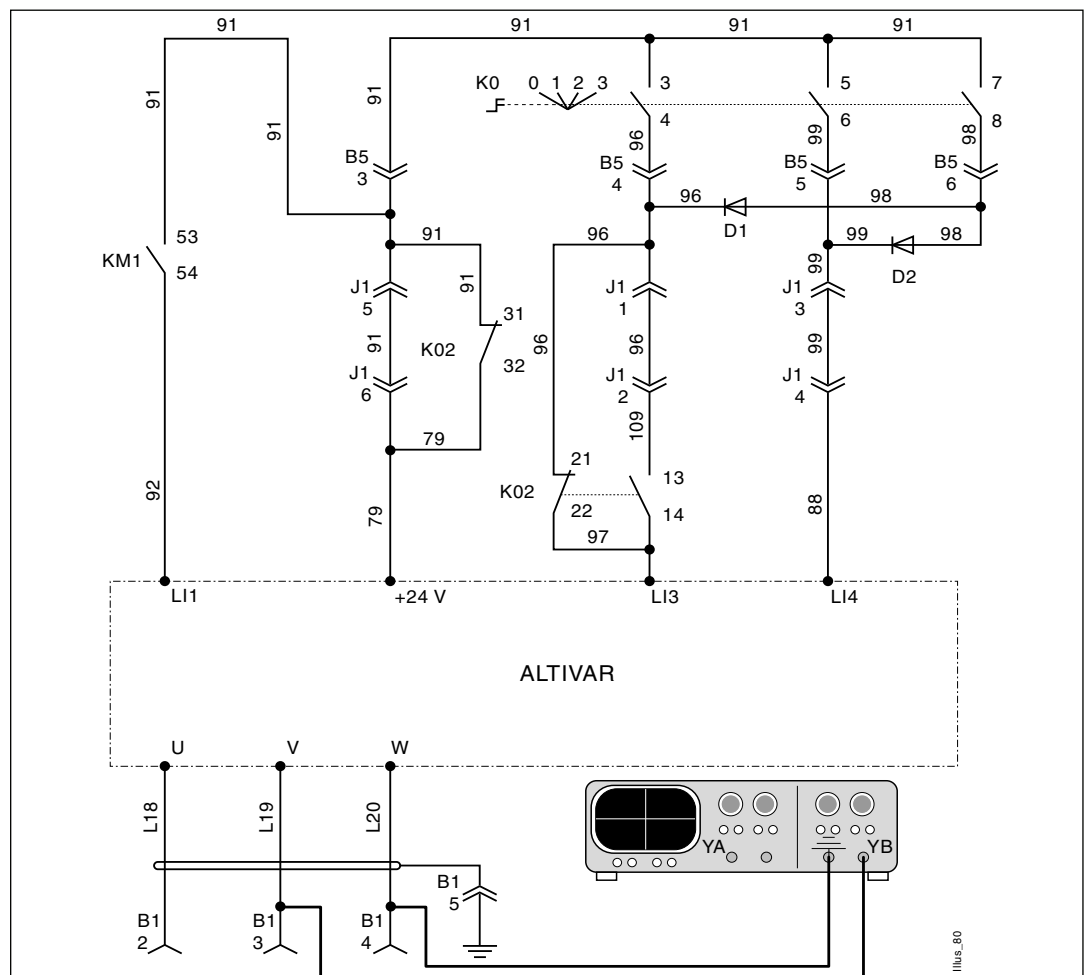 91 91 91 91
K0 0 1 2 3 3 5 7
91 91 91
4 6 8
96 99 98
B5 B5 B5 B5
3 4 5 6
96 98
D1
91 96 99 98
D2
53
KM1
54
91 99
J1 J1 J1
5 1 3
31
91 K02 96 96 99
32
J1 J1 J1
6 2 4
109
79
21 13
92 79 K02 88
22 14
97
LI1 +24 V LI3 LI4
ALTIVAR
U V W
L18 L19 L20
YA YB
B1
5
B1 B1 B1
2 3 4
Illus_80